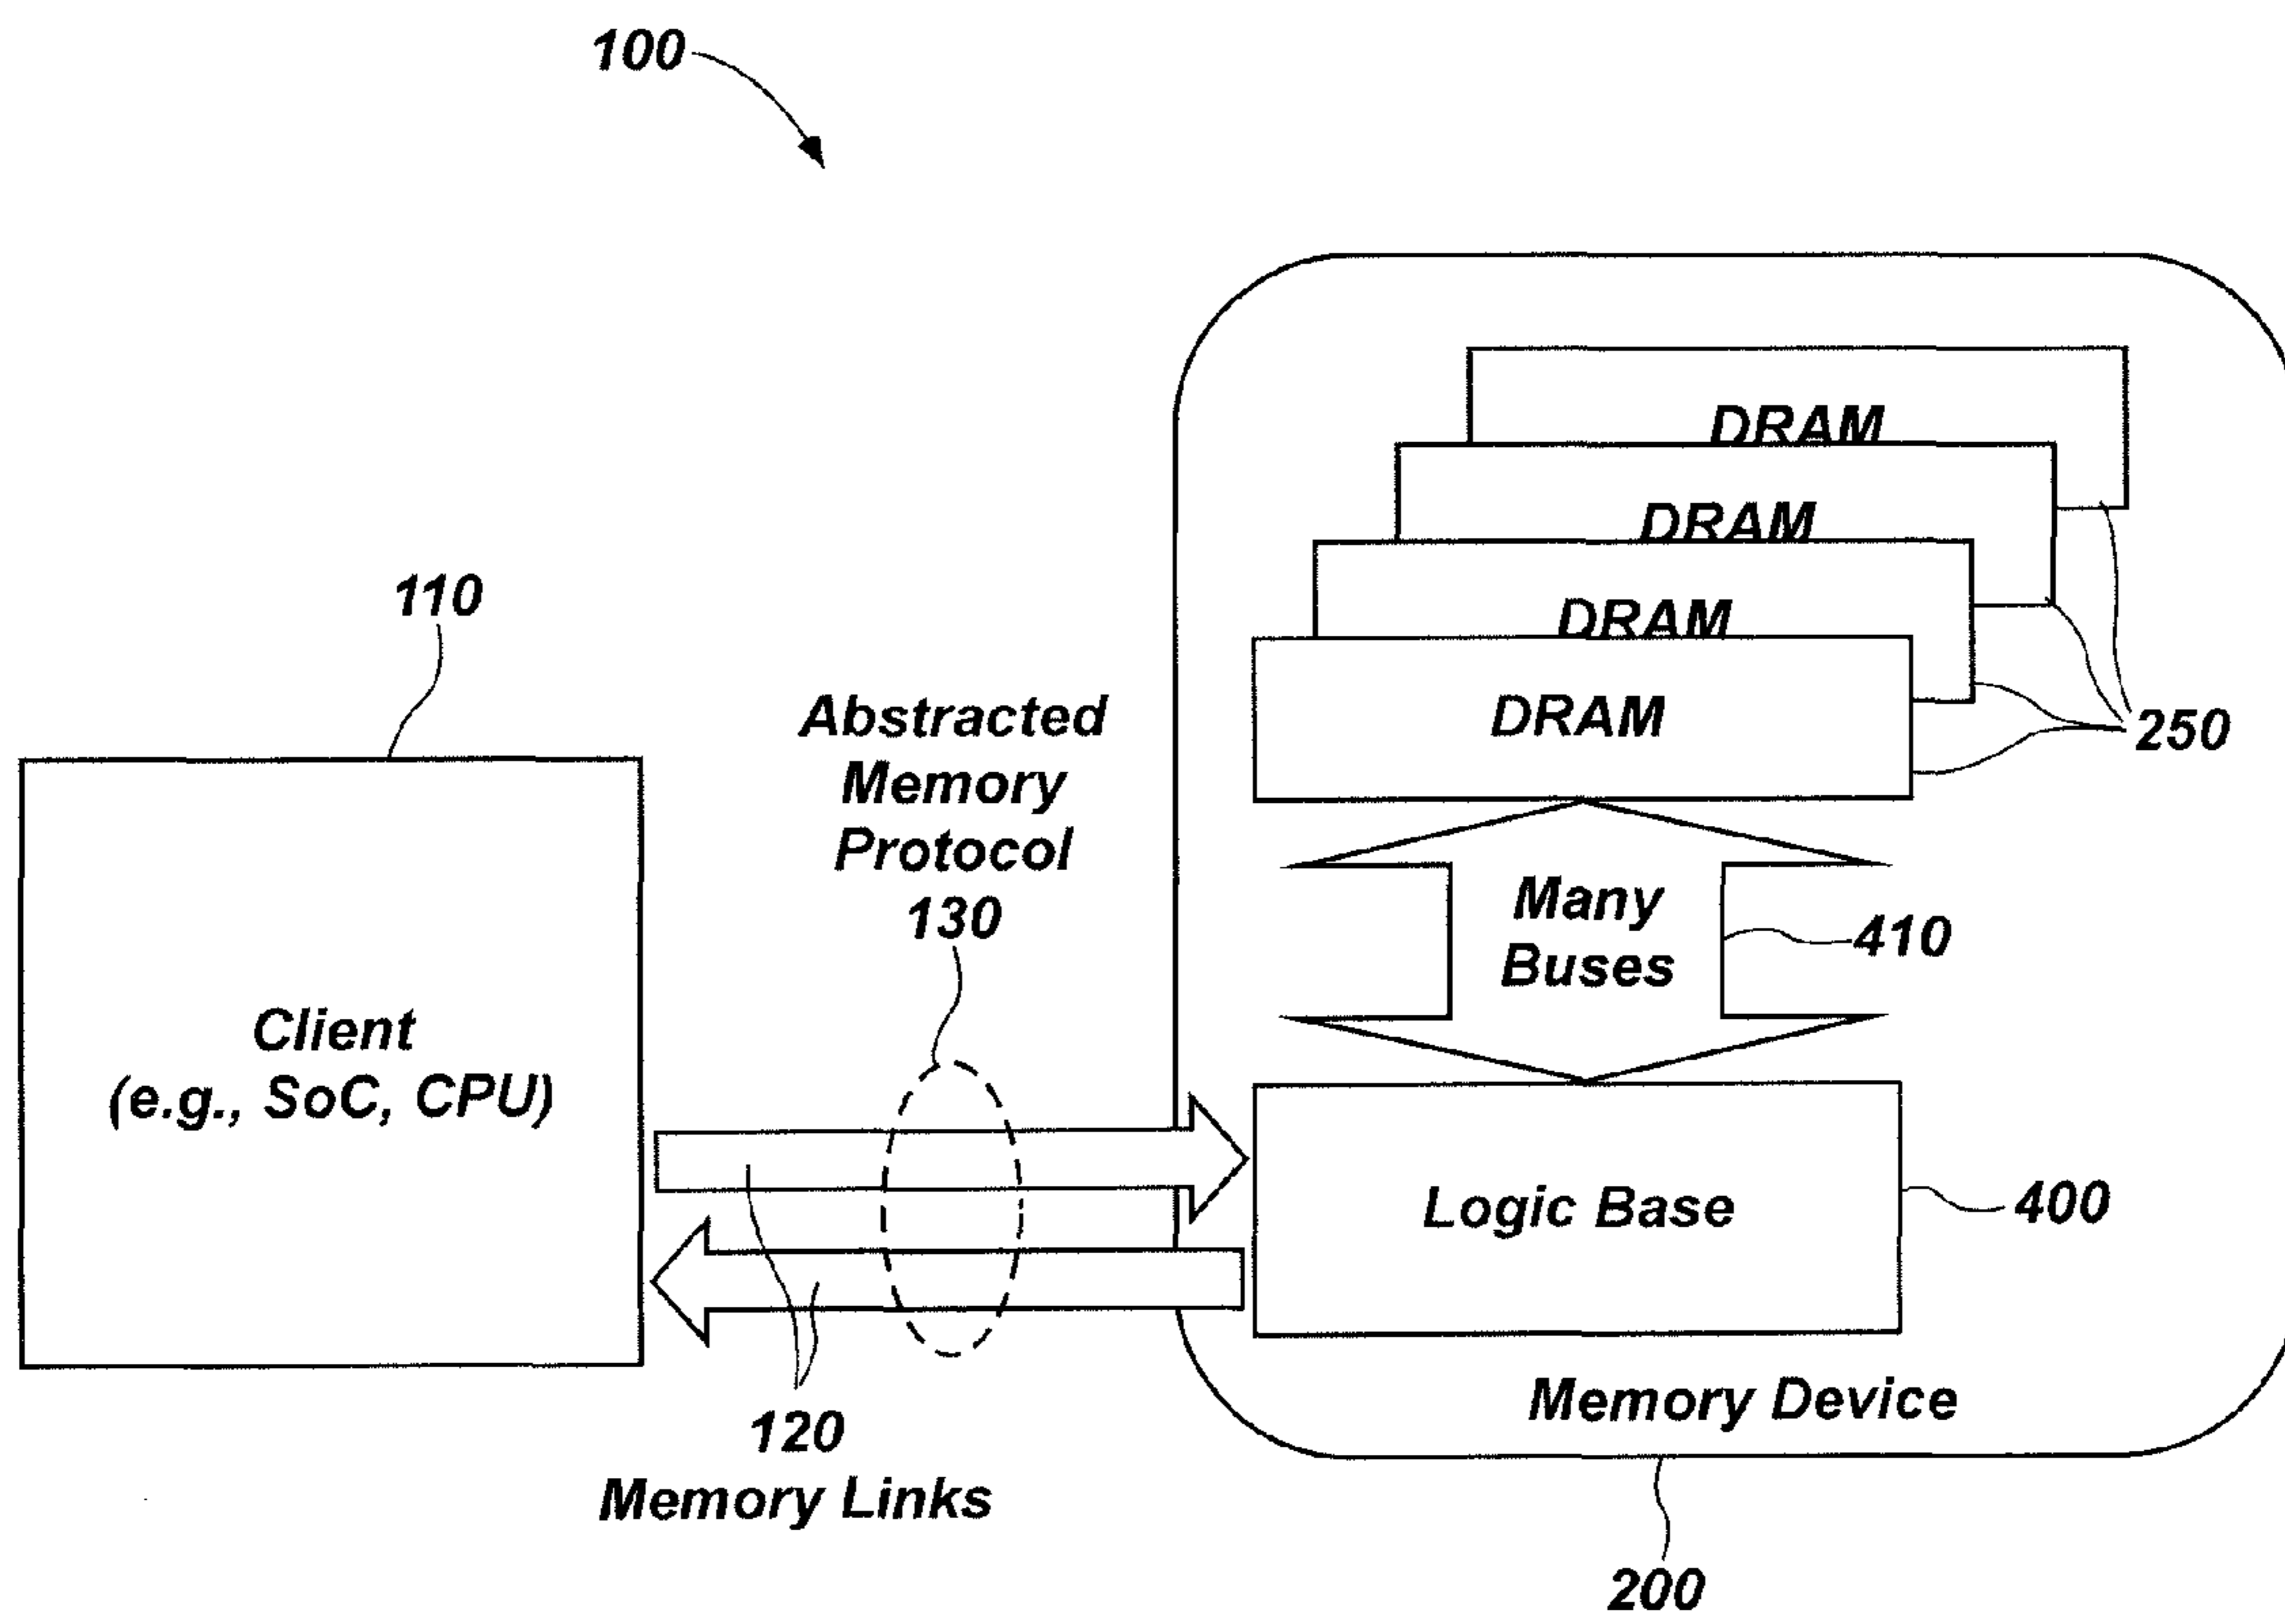 100
DRAM
DRAM
DRAM
DRAM
250
110
Abstracted
Memory
Protocol
130
Many
Buses
410
Client
(e.g., SoC, CPU)
Logic Base
400
Memory Device
120
Memory Links
200